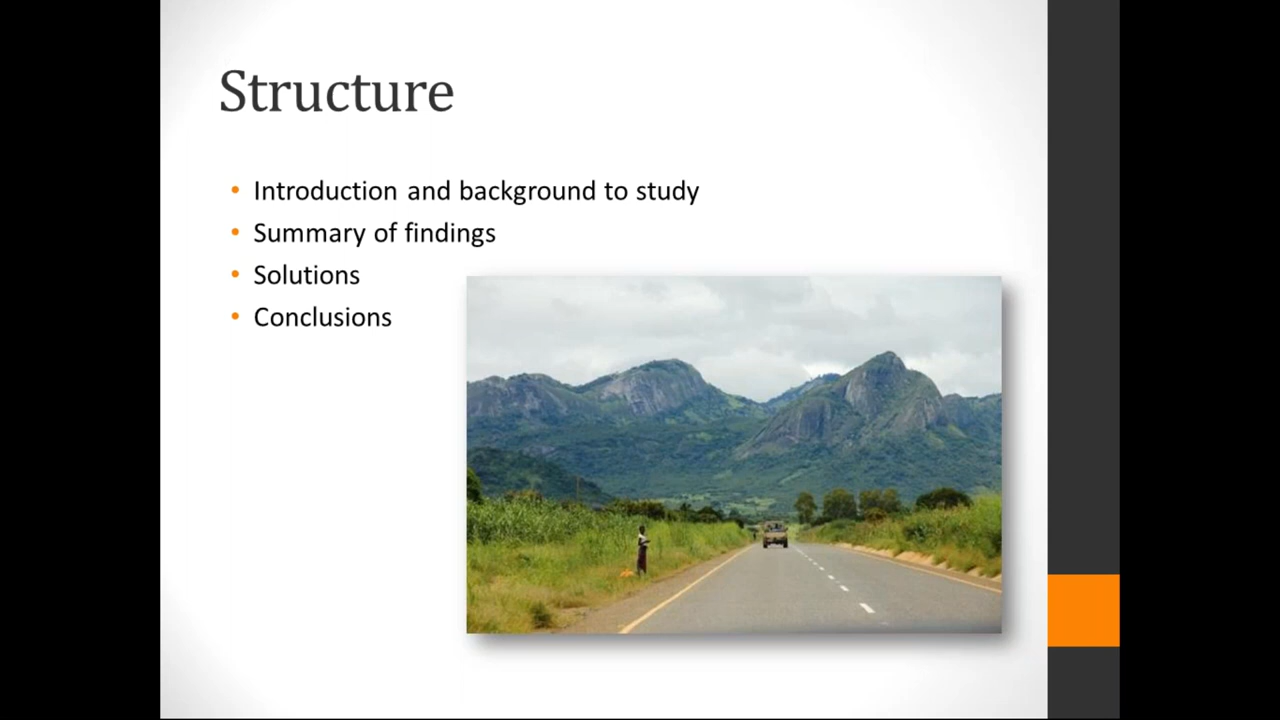 Structure
• Introduction and background to study
• Summary of findings
• Solutions
• Conclusions